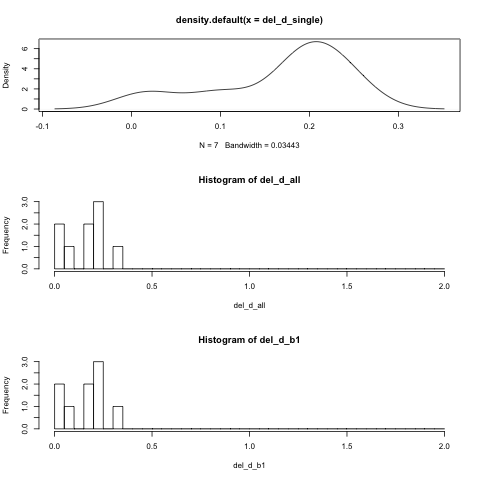 density.default(x = del_d_single)
Density
0 2 4 6
-0.1 0.0 0.1 0.2 0.3
N = 7 Bandwidth = 0.03443
Histogram of del_d_all
Frequency
0.0 1.0 2.0 3.0
0.0 0.5 1.0 1.5 2.0
del_d_all
Histogram of del_d_b1
Frequency
0.0 1.0 2.0 3.0
0.0 0.5 1.0 1.5 2.0
del_d_b1